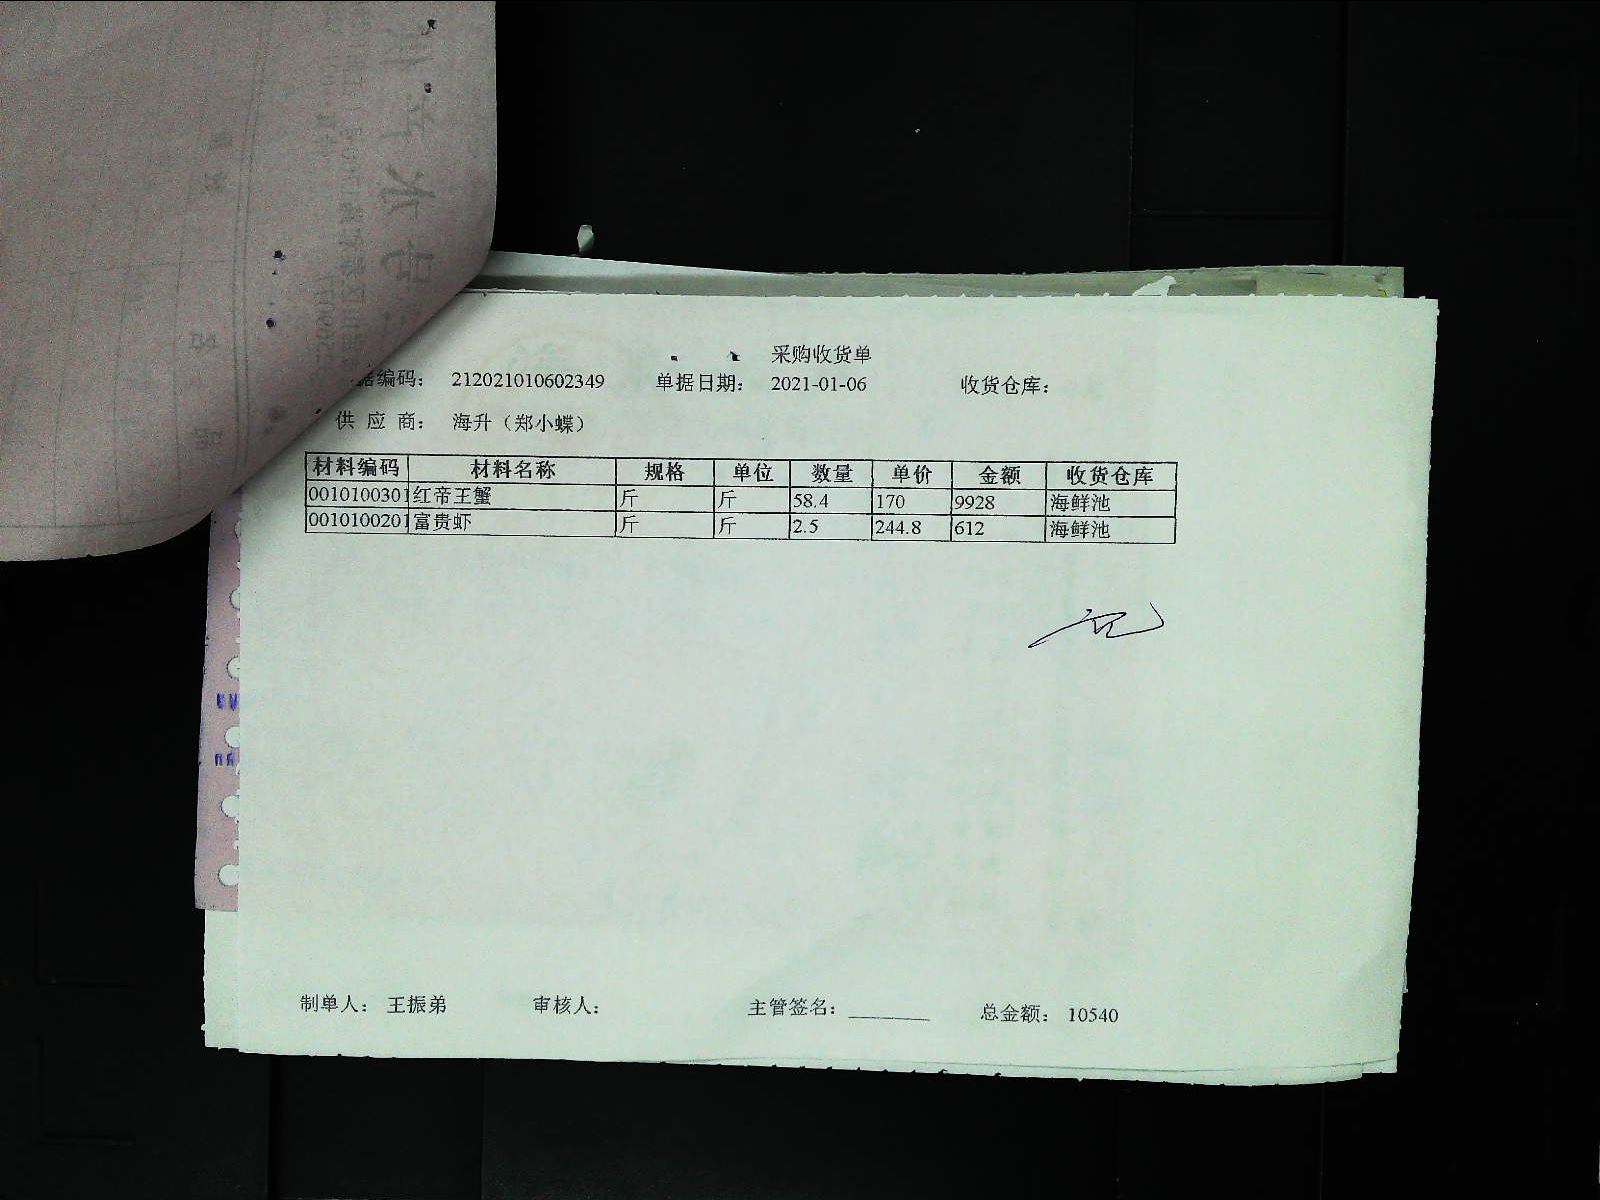 采购收货单
据编码： 212021010602349 单据日期： 2021-01-06 收货仓库：
供 应 商： 海升（郑小蝶）
材料编码 材料名称 规格 单位 数量 单价 金额 收货仓库
0010100301 红帝王蟹 斤 斤 58.4 170 9928 海鲜池
0010100201 富贵虾 斤 斤 2.5 244.8 612 海鲜池
制单人： 王振弟 审核人： 主管签名： ________ 总金额： 10540